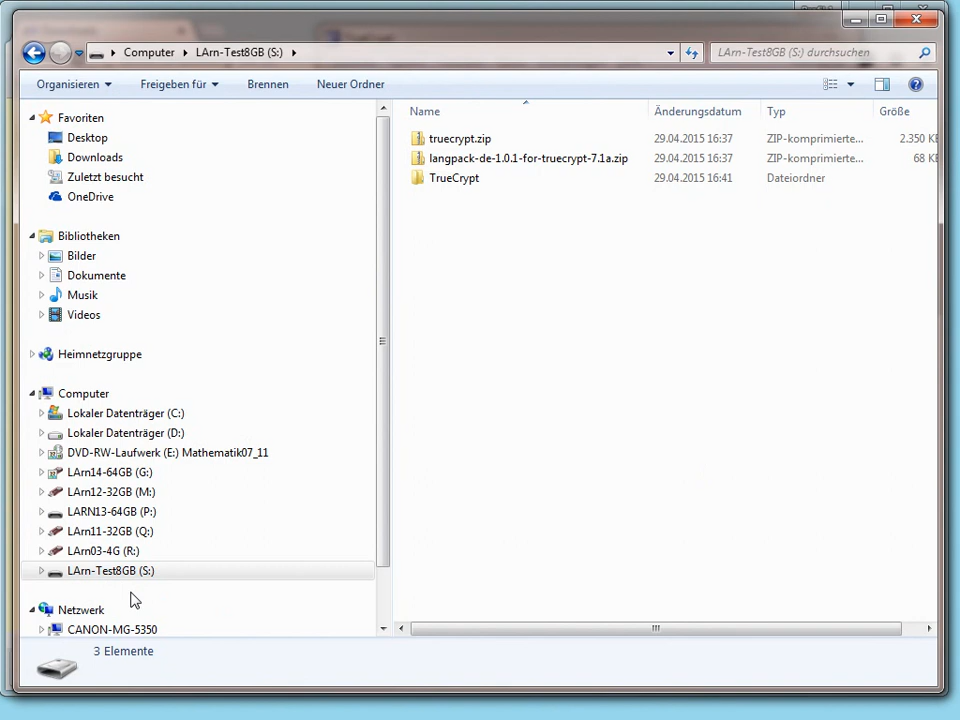 Computer LArn-Test8GB (S:)
LArn-Test8GB (S:) durchsuchen
Organisieren Freigeben für Brennen Neuer Ordner
Favoriten
Desktop
Downloads
Zuletzt besucht
OneDrive
Bibliotheken
Bilder
Dokumente
Musik
Videos
Heimnetzgruppe
Computer
Lokaler Datenträger (C:)
Lokaler Datenträger (D:)
DVD-RW-Laufwerk (E:) Mathematik07_11
LArn14-64GB (G:)
LArn12-32GB (M:)
LARN13-64GB (P:)
LArn11-32GB (Q:)
LArn03-4G (R:)
LArn-Test8GB (S:)
Netzwerk
CANON-MG-5350
Name Änderungsdatum Typ Größe
truecrypt.zip 29.04.2015 16:37 ZIP-komprimierte... 2.350 KB
langpack-de-1.0.1-for-truecrypt-7.1a.zip 29.04.2015 16:37 ZIP-komprimierte... 68 KB
TrueCrypt 29.04.2015 16:41 Dateiordner
3 Elemente